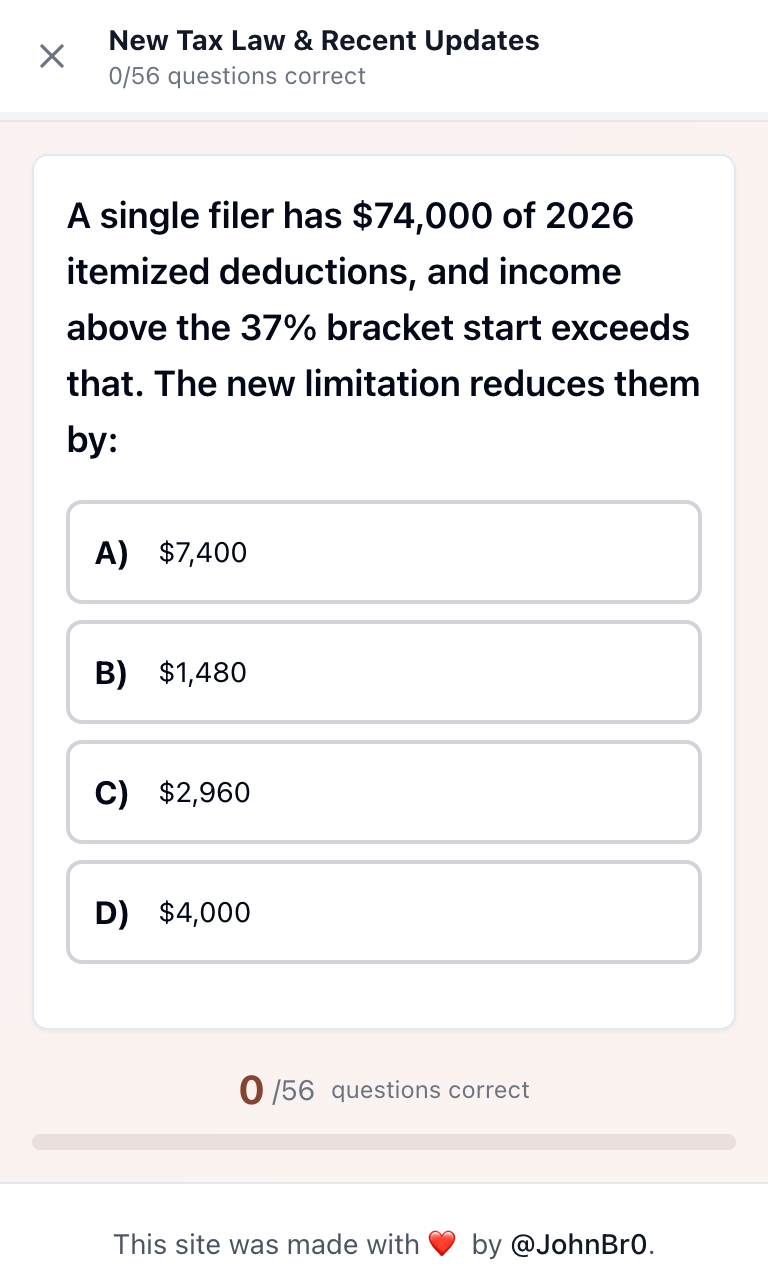 New Tax Law & Recent Updates
0/56 questions correct
A single filer has $74,000 of 2026
itemized deductions, and income
above the 37% bracket start exceeds
that. The new limitation reduces them
by:
A) $7,400
B) $1,480
C) $2,960
D) $4,000
0 /56 questions correct
This site was made with ❤️ by @JohnBr0.